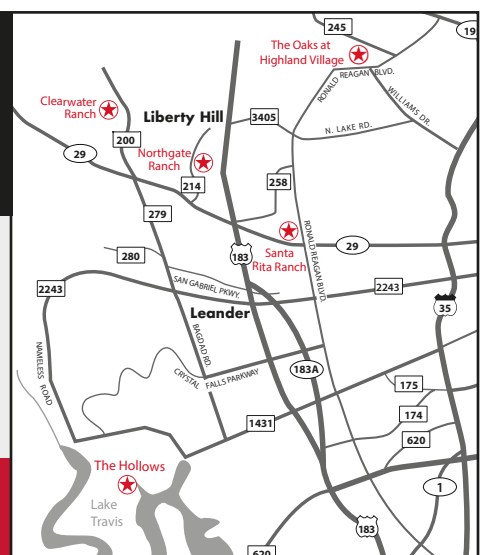 245
19
The Oaks at
Highland Village
RONALD REAGAN BLVD.
WILLIAMS DR.
Clearwater
Ranch
Liberty Hill
3405
N. LAKE RD.
200
29
Northgate
Ranch
214
258
279
RONALD REAGAN BLVD.
183
29
Santa
Rita Ranch
280
SAN GABRIEL PKWY.
2243
2243
35
Leander
BAGDAD RD.
NAMELESS
ROAD
CRYSTAL FALLS PARKWAY
183A
175
174
1431
620
The Hollows
1
Lake
Travis
183
620